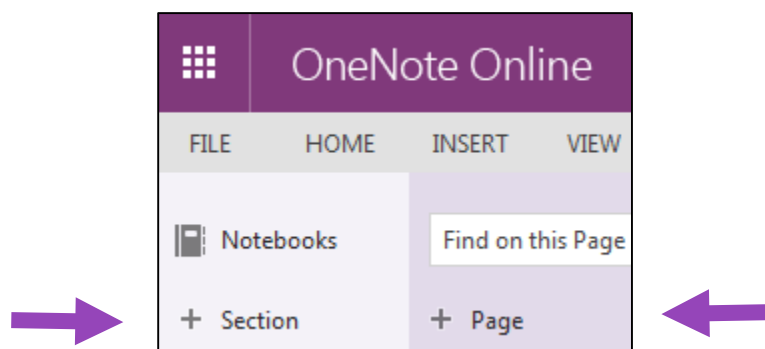 OneNote Online
FILE HOME INSERT VIEW
Notebooks Find on this Page
+ Section + Page